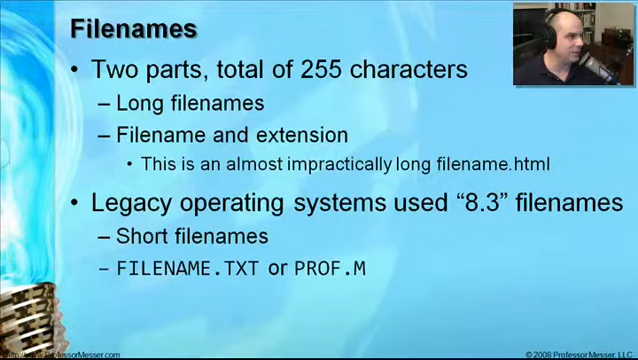 Filenames
• Two parts, total of 255 characters
– Long filenames
– Filename and extension
• This is an almost impractically long filename.html
• Legacy operating systems used “8.3” filenames
– Short filenames
– FILENAME.TXT or PROF.M
http://www.ProfessorMesser.com
© 2008 Professor Messer, LLC